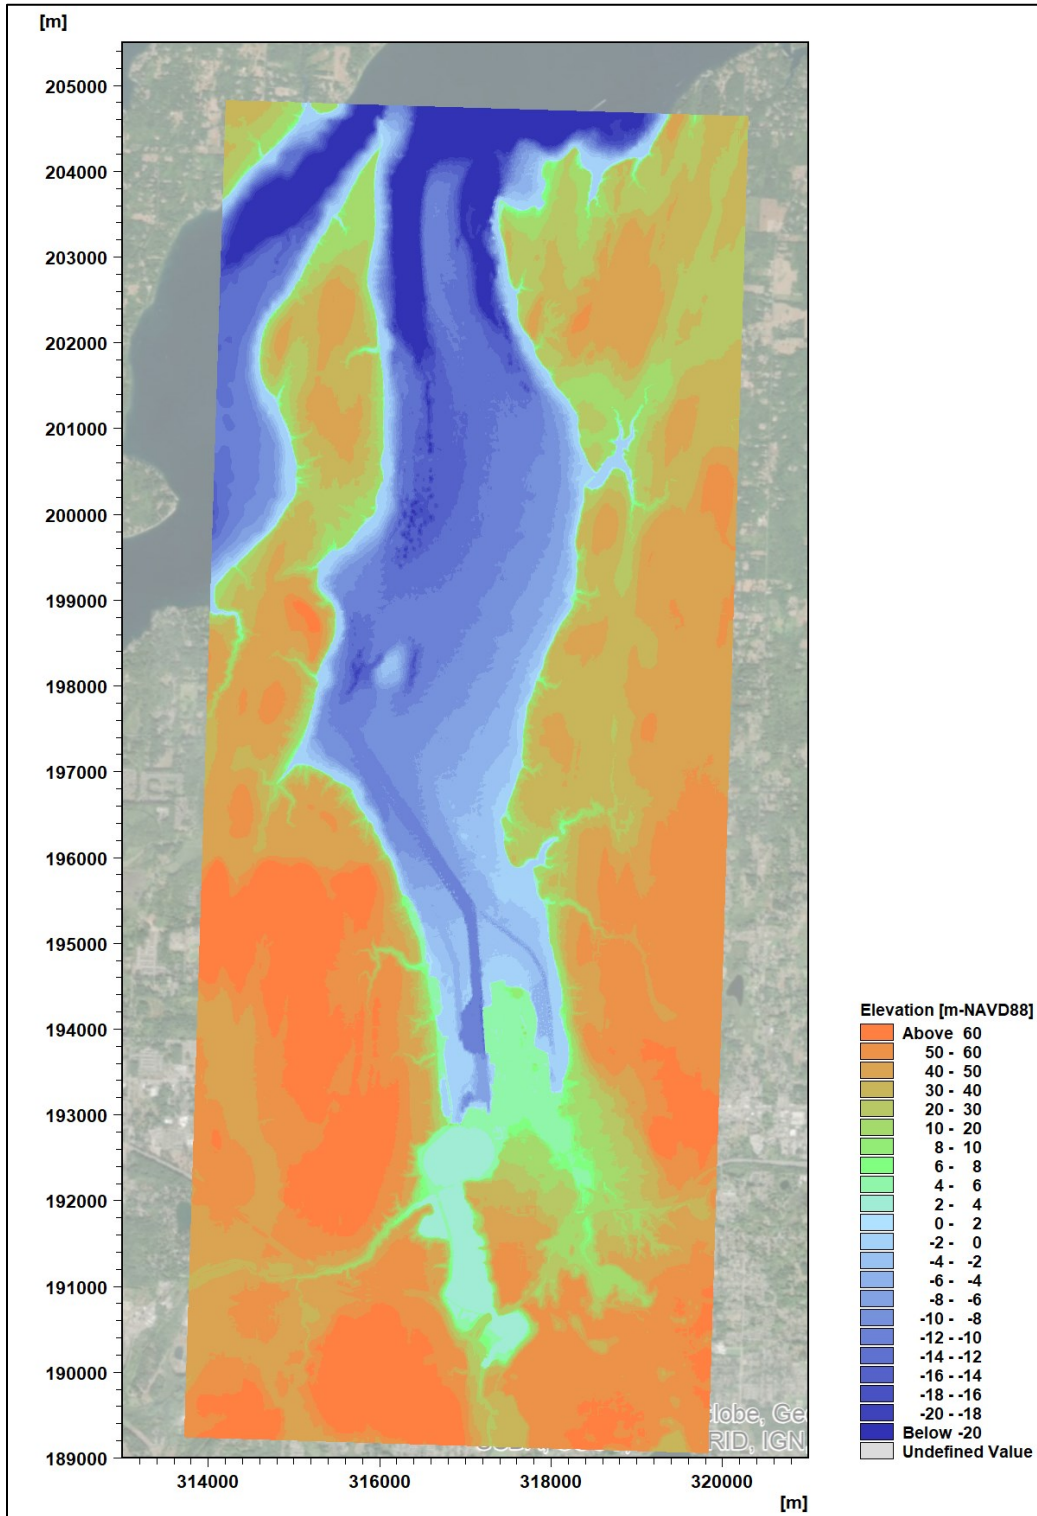 [m]
205000
204000
203000
202000
201000
200000
199000
198000
197000
196000
195000
194000
193000
192000
191000
190000
189000
314000 316000 318000 320000
[m]
Elevation [m-NAVD88]
Above 60
50 - 60
40 - 50
30 - 40
20 - 30
10 - 20
8 - 10
6 - 8
4 - 6
2 - 4
0 - 2
-2 - 0
-4 - -2
-6 - -4
-8 - -6
-10 - -8
-12 - -10
-14 - -12
-16 - -14
-18 - -16
-20 - -18
Below -20
Undefined Value
RID, IGN